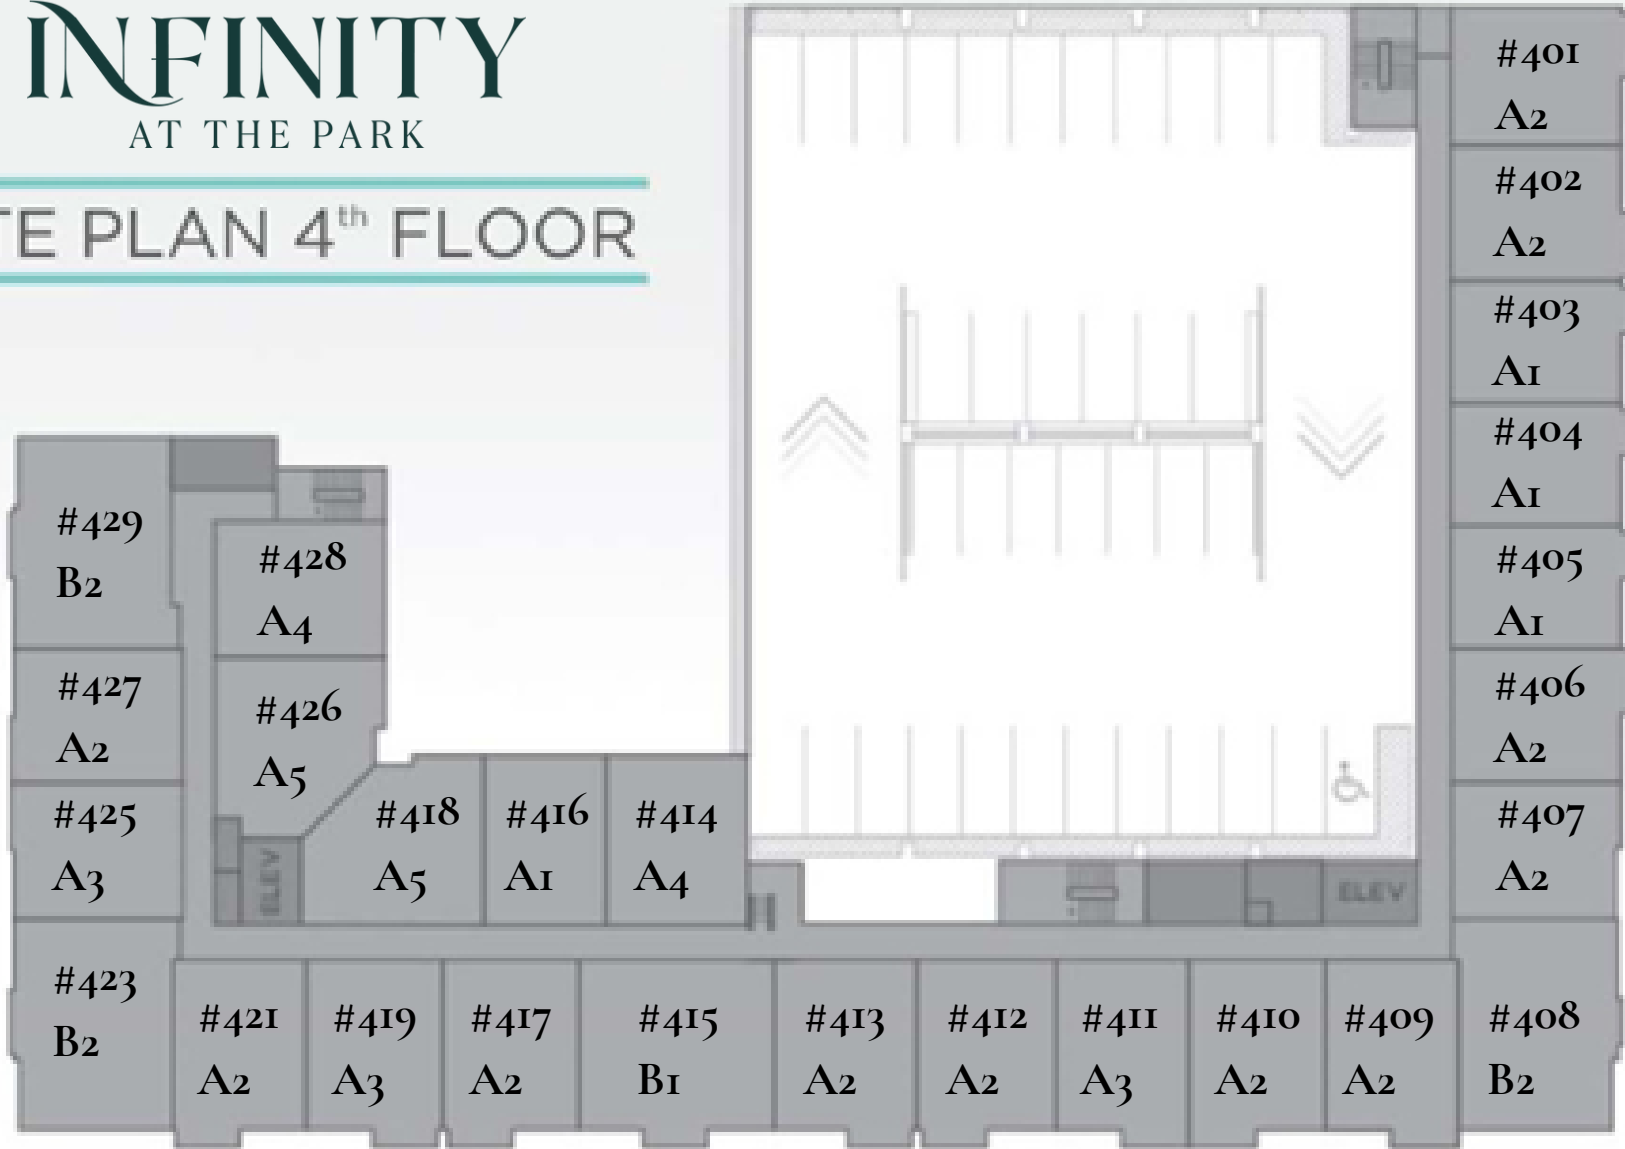 INFINITY
AT THE PARK
TE PLAN 4th FLOOR
#401
A2
#402
A2
#403
A1
#404
A1
#405
A1
#406
A2
#407
A2
#408
B2
#429
B2
#428
A4
#427
A2
#426
A5
#425
A3
#418
A5
#416
A1
#414
A4
ELEV
ELEV
#423
B2
#421
A2
#419
A3
#417
A2
#415
B1
#413
A2
#412
A2
#411
A3
#410
A2
#409
A2